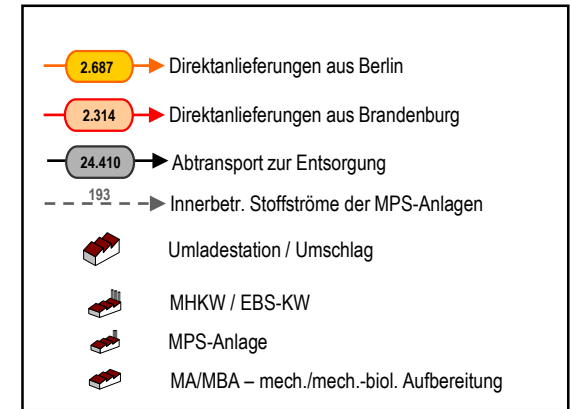 2.687 Direktanlieferungen aus Berlin
2.314 Direktanlieferungen aus Brandenburg
24.410 Abtransport zur Entsorgung
193 Innerbetr. Stoffströme der MPS-Anlagen
Umladestation / Umschlag
MHKW / EBS-KW
MPS-Anlage
MA/MBA – mech./mech.-biol. Aufbereitung